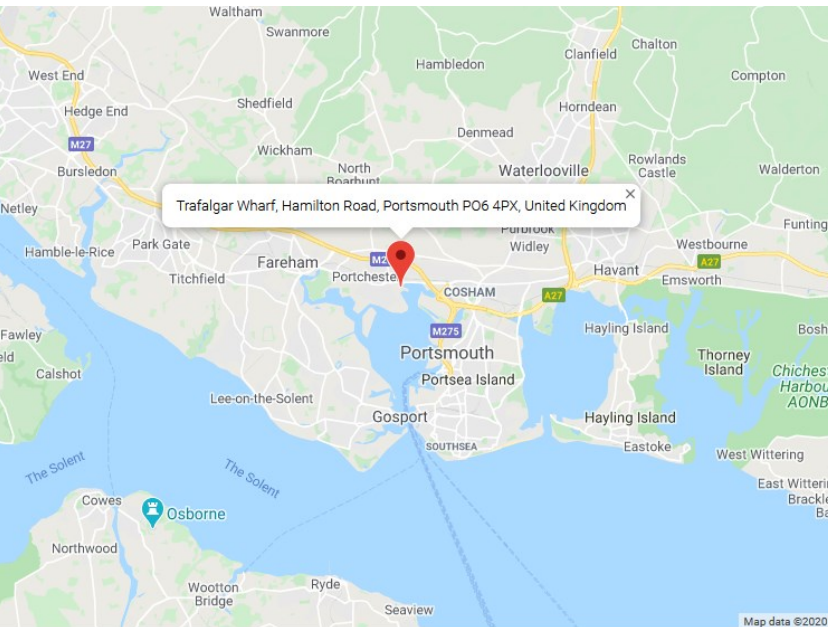 Waltham
Swanmore
Chalton
Clanfield
Hambledon
West End
Compton
Shedfield
Horndean
Hedge End
Denmead
M27
Wickham
Rowlands
Castle
Bursledon
North
Boarhunt
Waterlooville
Walderton
Trafalgar Wharf, Hamilton Road, Portsmouth PO6 4PX, United Kingdom
×
Netley
Purbrook
Funting
Hamble-le-Rice
Park Gate
Widley
Westbourne
Fareham
M2
A27
Titchfield
Portcheste
Havant
Emsworth
COSHAM
A27
Fawley
M275
Hayling Island
Bosh
eld
Calshot
Portsmouth
Thorney
Island
Portsea Island
Chiches
Harbou
AONB
Lee-on-the-Solent
Gosport
Hayling Island
SOUTHSEA
Eastoke
West Wittering
The Solent
The Solent
East Witterin
Brackle
Ba
Cowes
Osborne
Northwood
Wootton
Bridge
Ryde
Seaview
Map data ©2020